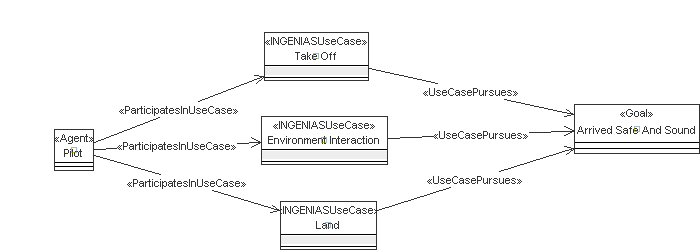 «INGENIASUseCase»
Take Off
«UseCasePursues»
«ParticipatesInUseCase»
«Goal»
Arrived Safe And Sound
«INGENIASUseCase»
Environment Interaction
«UseCasePursues»
«Agent»
Pilot
«ParticipatesInUseCase»
«ParticipatesInUseCase»
«UseCasePursues»
«INGENIASUseCase»
Land